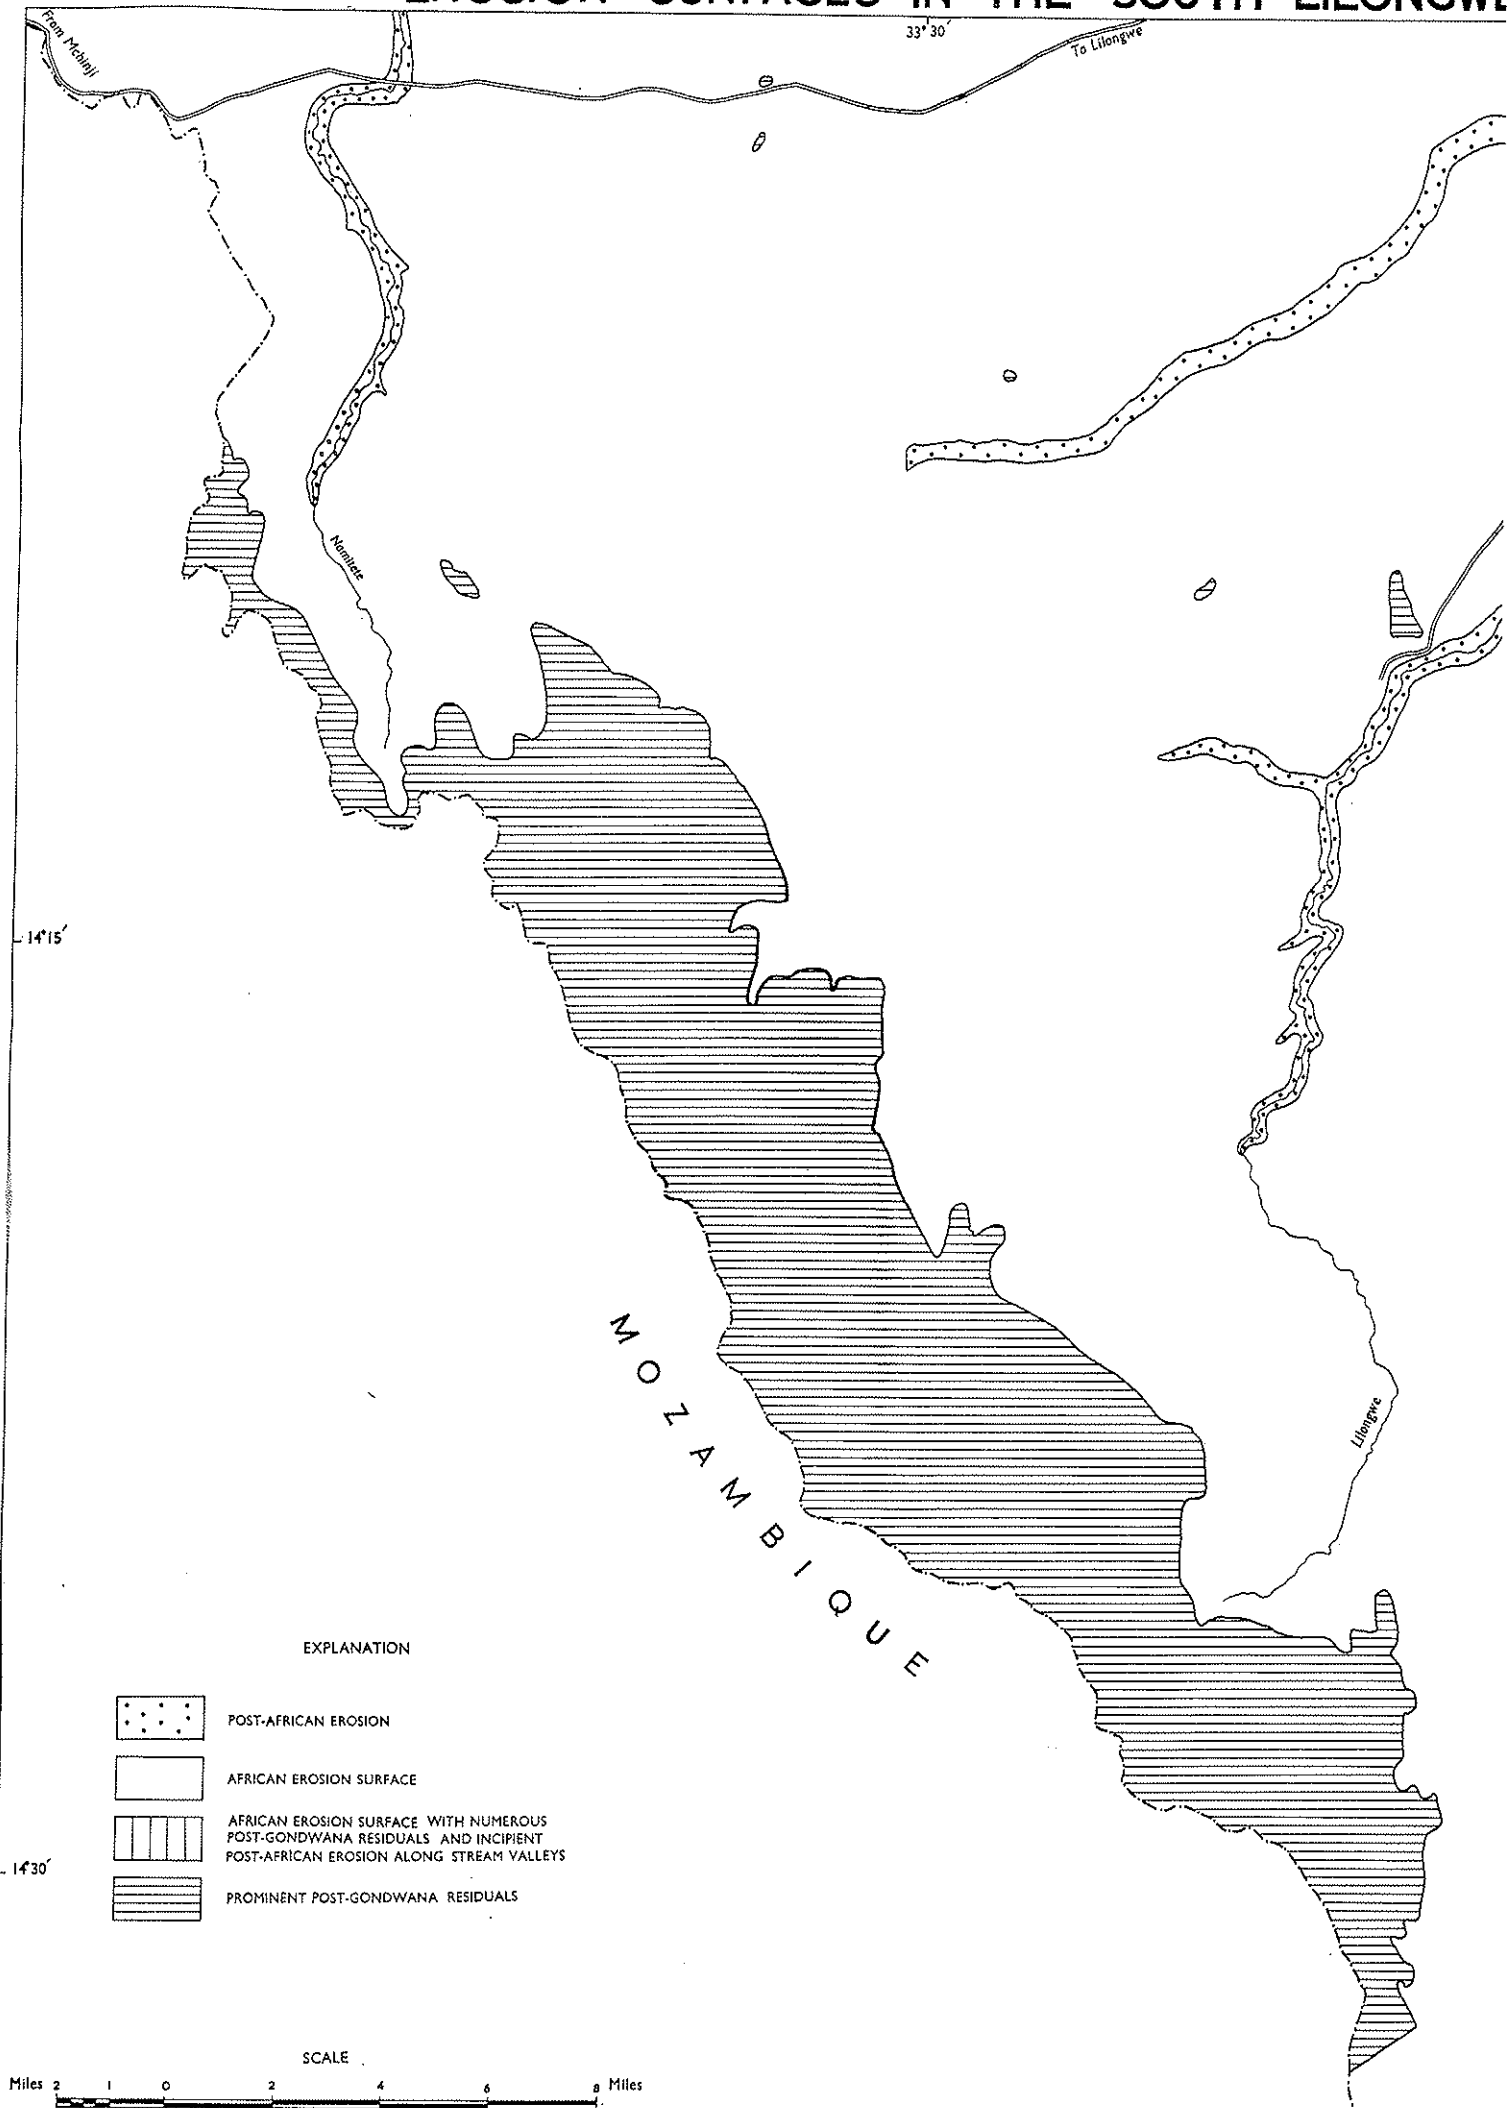 EROSION SURFACES IN THE SOUTH LILONGWE
33°30′
From Mchinji
To Lilongwe
Namitete
14°15′
MOZAMBIQUE
Lilongwe
EXPLANATION
POST-AFRICAN EROSION
AFRICAN EROSION SURFACE
AFRICAN EROSION SURFACE WITH NUMEROUS
POST-GONDWANA RESIDUALS AND INCIPIENT
POST-AFRICAN EROSION ALONG STREAM VALLEYS
14°30′
PROMINENT POST-GONDWANA RESIDUALS
SCALE
Miles 2 1 0 2 4 6 8 Miles